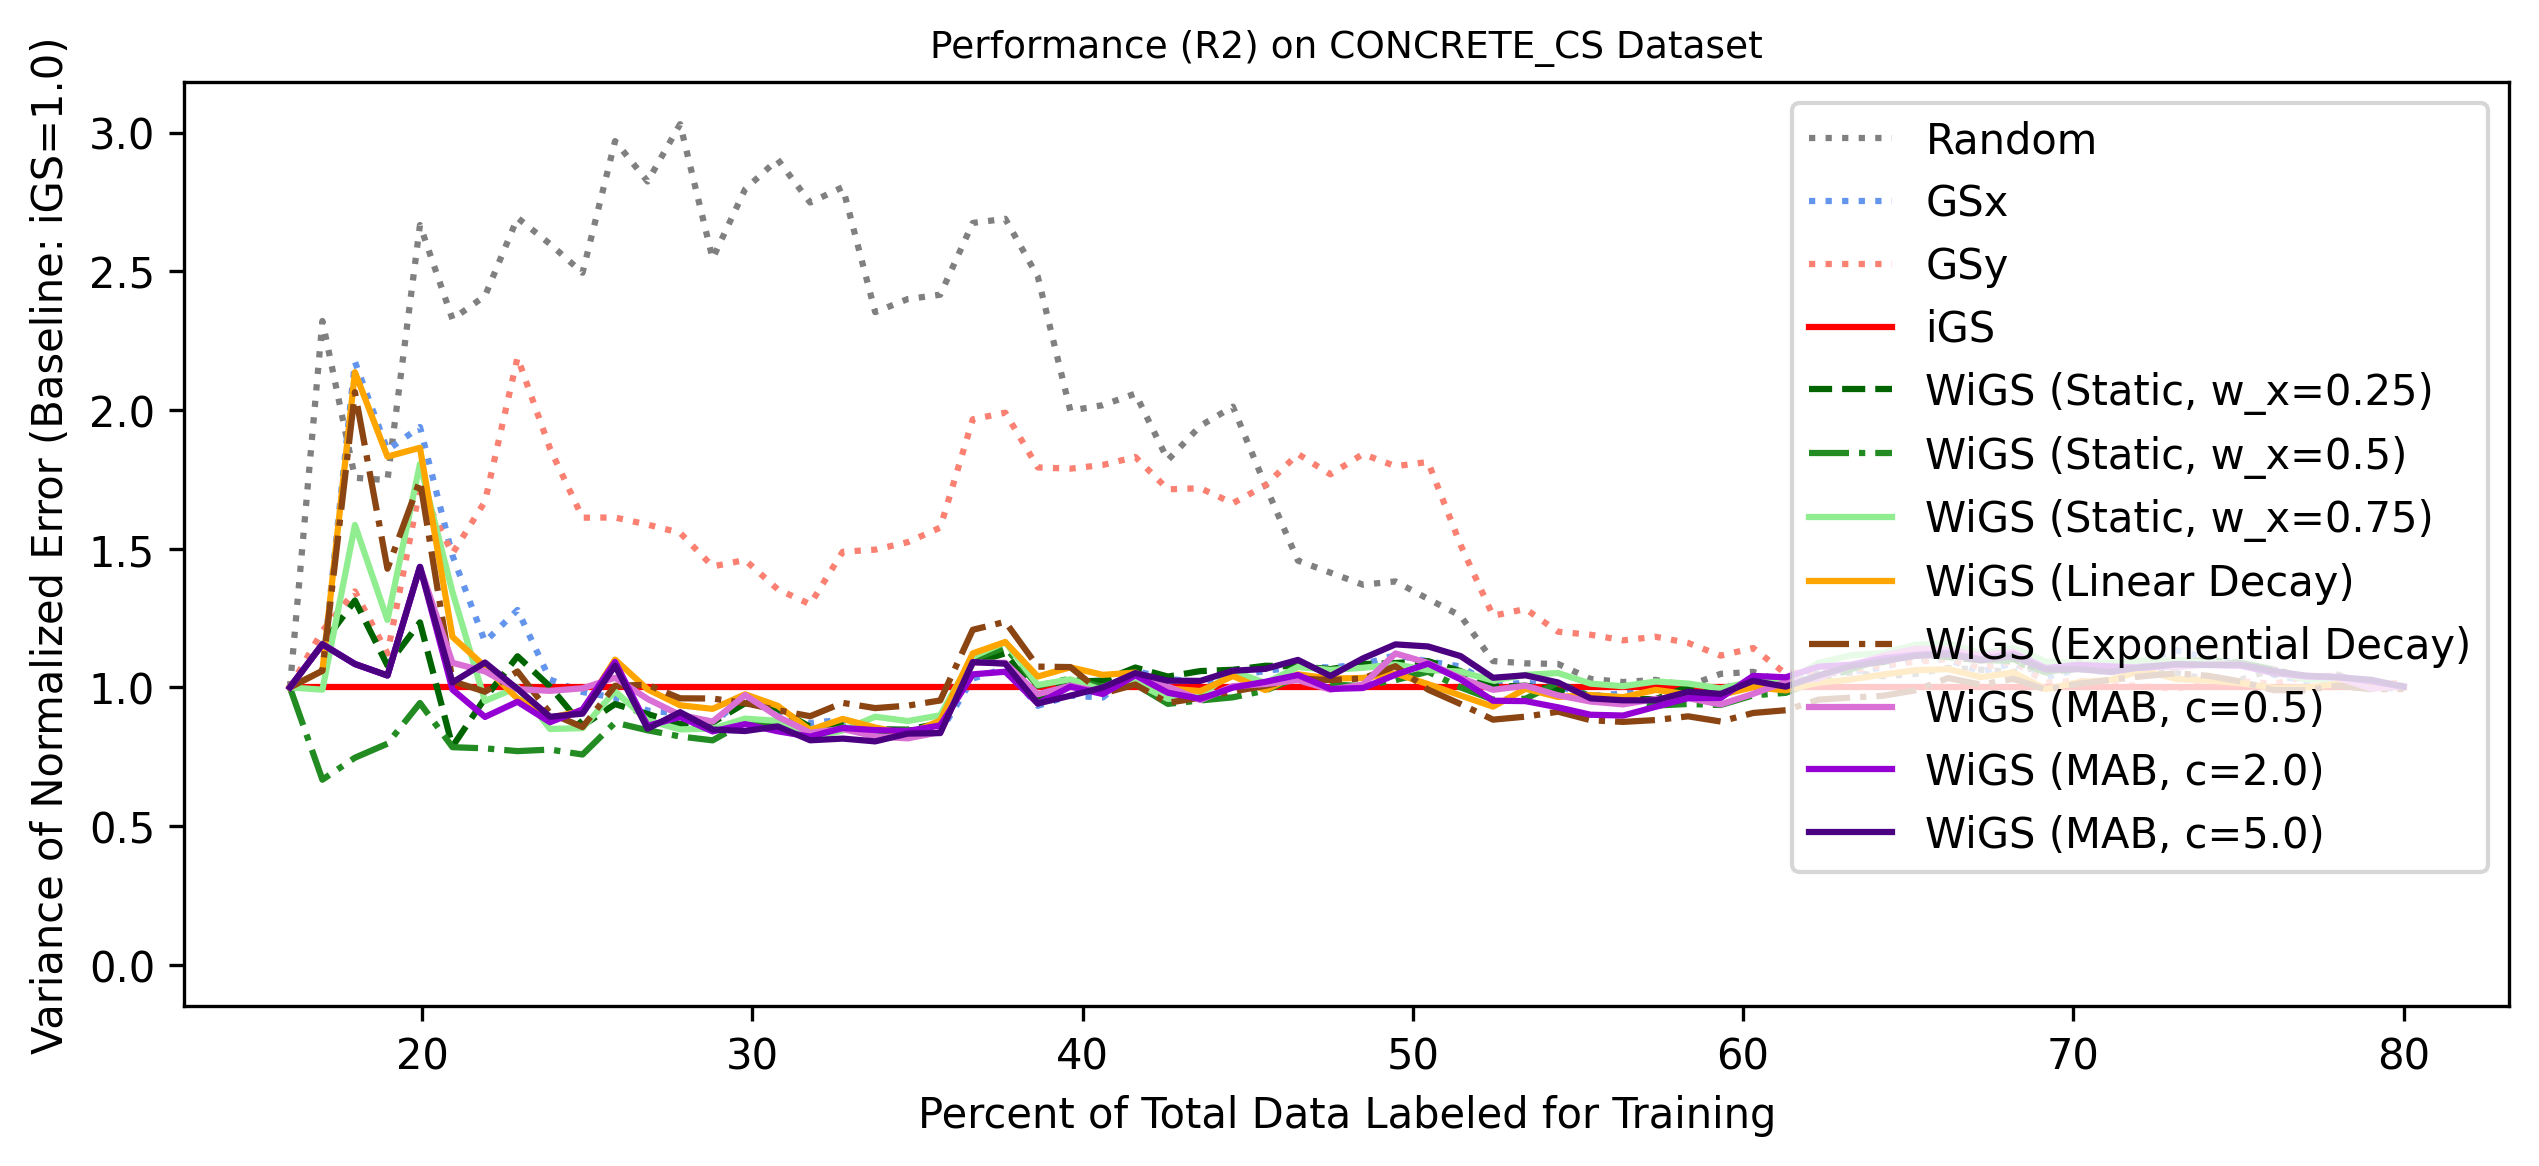 Performance (R2) on CONCRETE_CS Dataset
Variance of Normalized Error (Baseline: iGS=1.0)
3.0
2.5
2.0
1.5
1.0
0.5
0.0
Random
GSx
GSy
iGS
WiGS (Static, w_x=0.25)
WiGS (Static, w_x=0.5)
WiGS (Static, w_x=0.75)
WiGS (Linear Decay)
WiGS (Exponential Decay)
WiGS (MAB, c=0.5)
WiGS (MAB, c=2.0)
WiGS (MAB, c=5.0)
20 30 40 50 60 70 80
Percent of Total Data Labeled for Training